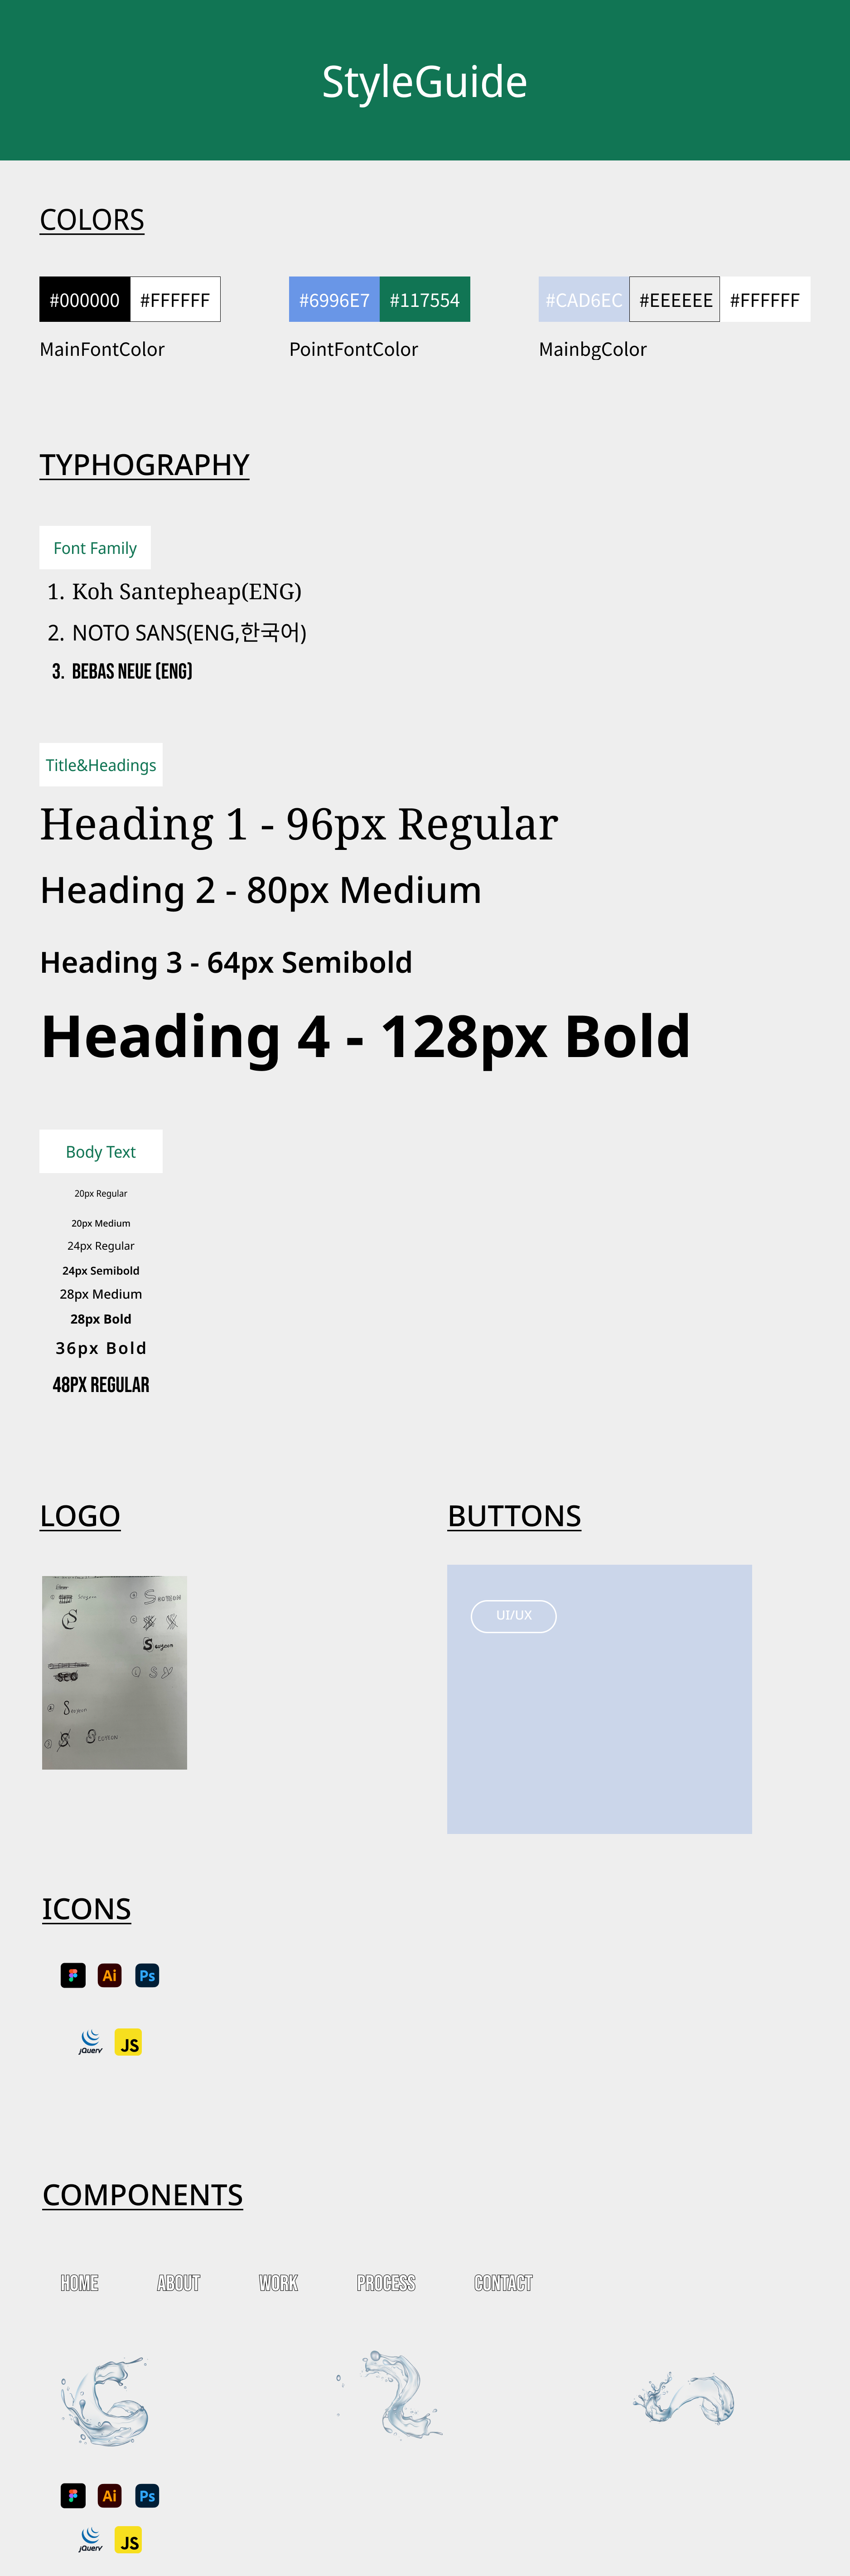 StyleGuide
COLORS
#000000 #FFFFFF #6996E7 #117554 #CAD6EC #EEEEEE #FFFFFF
MainFontColor PointFontColor MainbgColor
TYPHOGRAPHY
Font Family
1. Koh Santepheap(ENG)
2. NOTO SANS(ENG,한국어)
3. BEBAS NEUE (ENG)
Title&Headings
Heading 1 - 96px Regular
Heading 2 - 80px Medium
Heading 3 - 64px Semibold
Heading 4 - 128px Bold
Body Text
20px Regular
20px Medium
24px Regular
24px Semibold
28px Medium
28px Bold
36px Bold
48PX REGULAR
LOGO
BUTTONS
UI/UX
ICONS
Ai Ps
jQuery JS
COMPONENTS
HOME ABOUT WORK PROCESS CONTACT
Ai Ps
jQuery JS